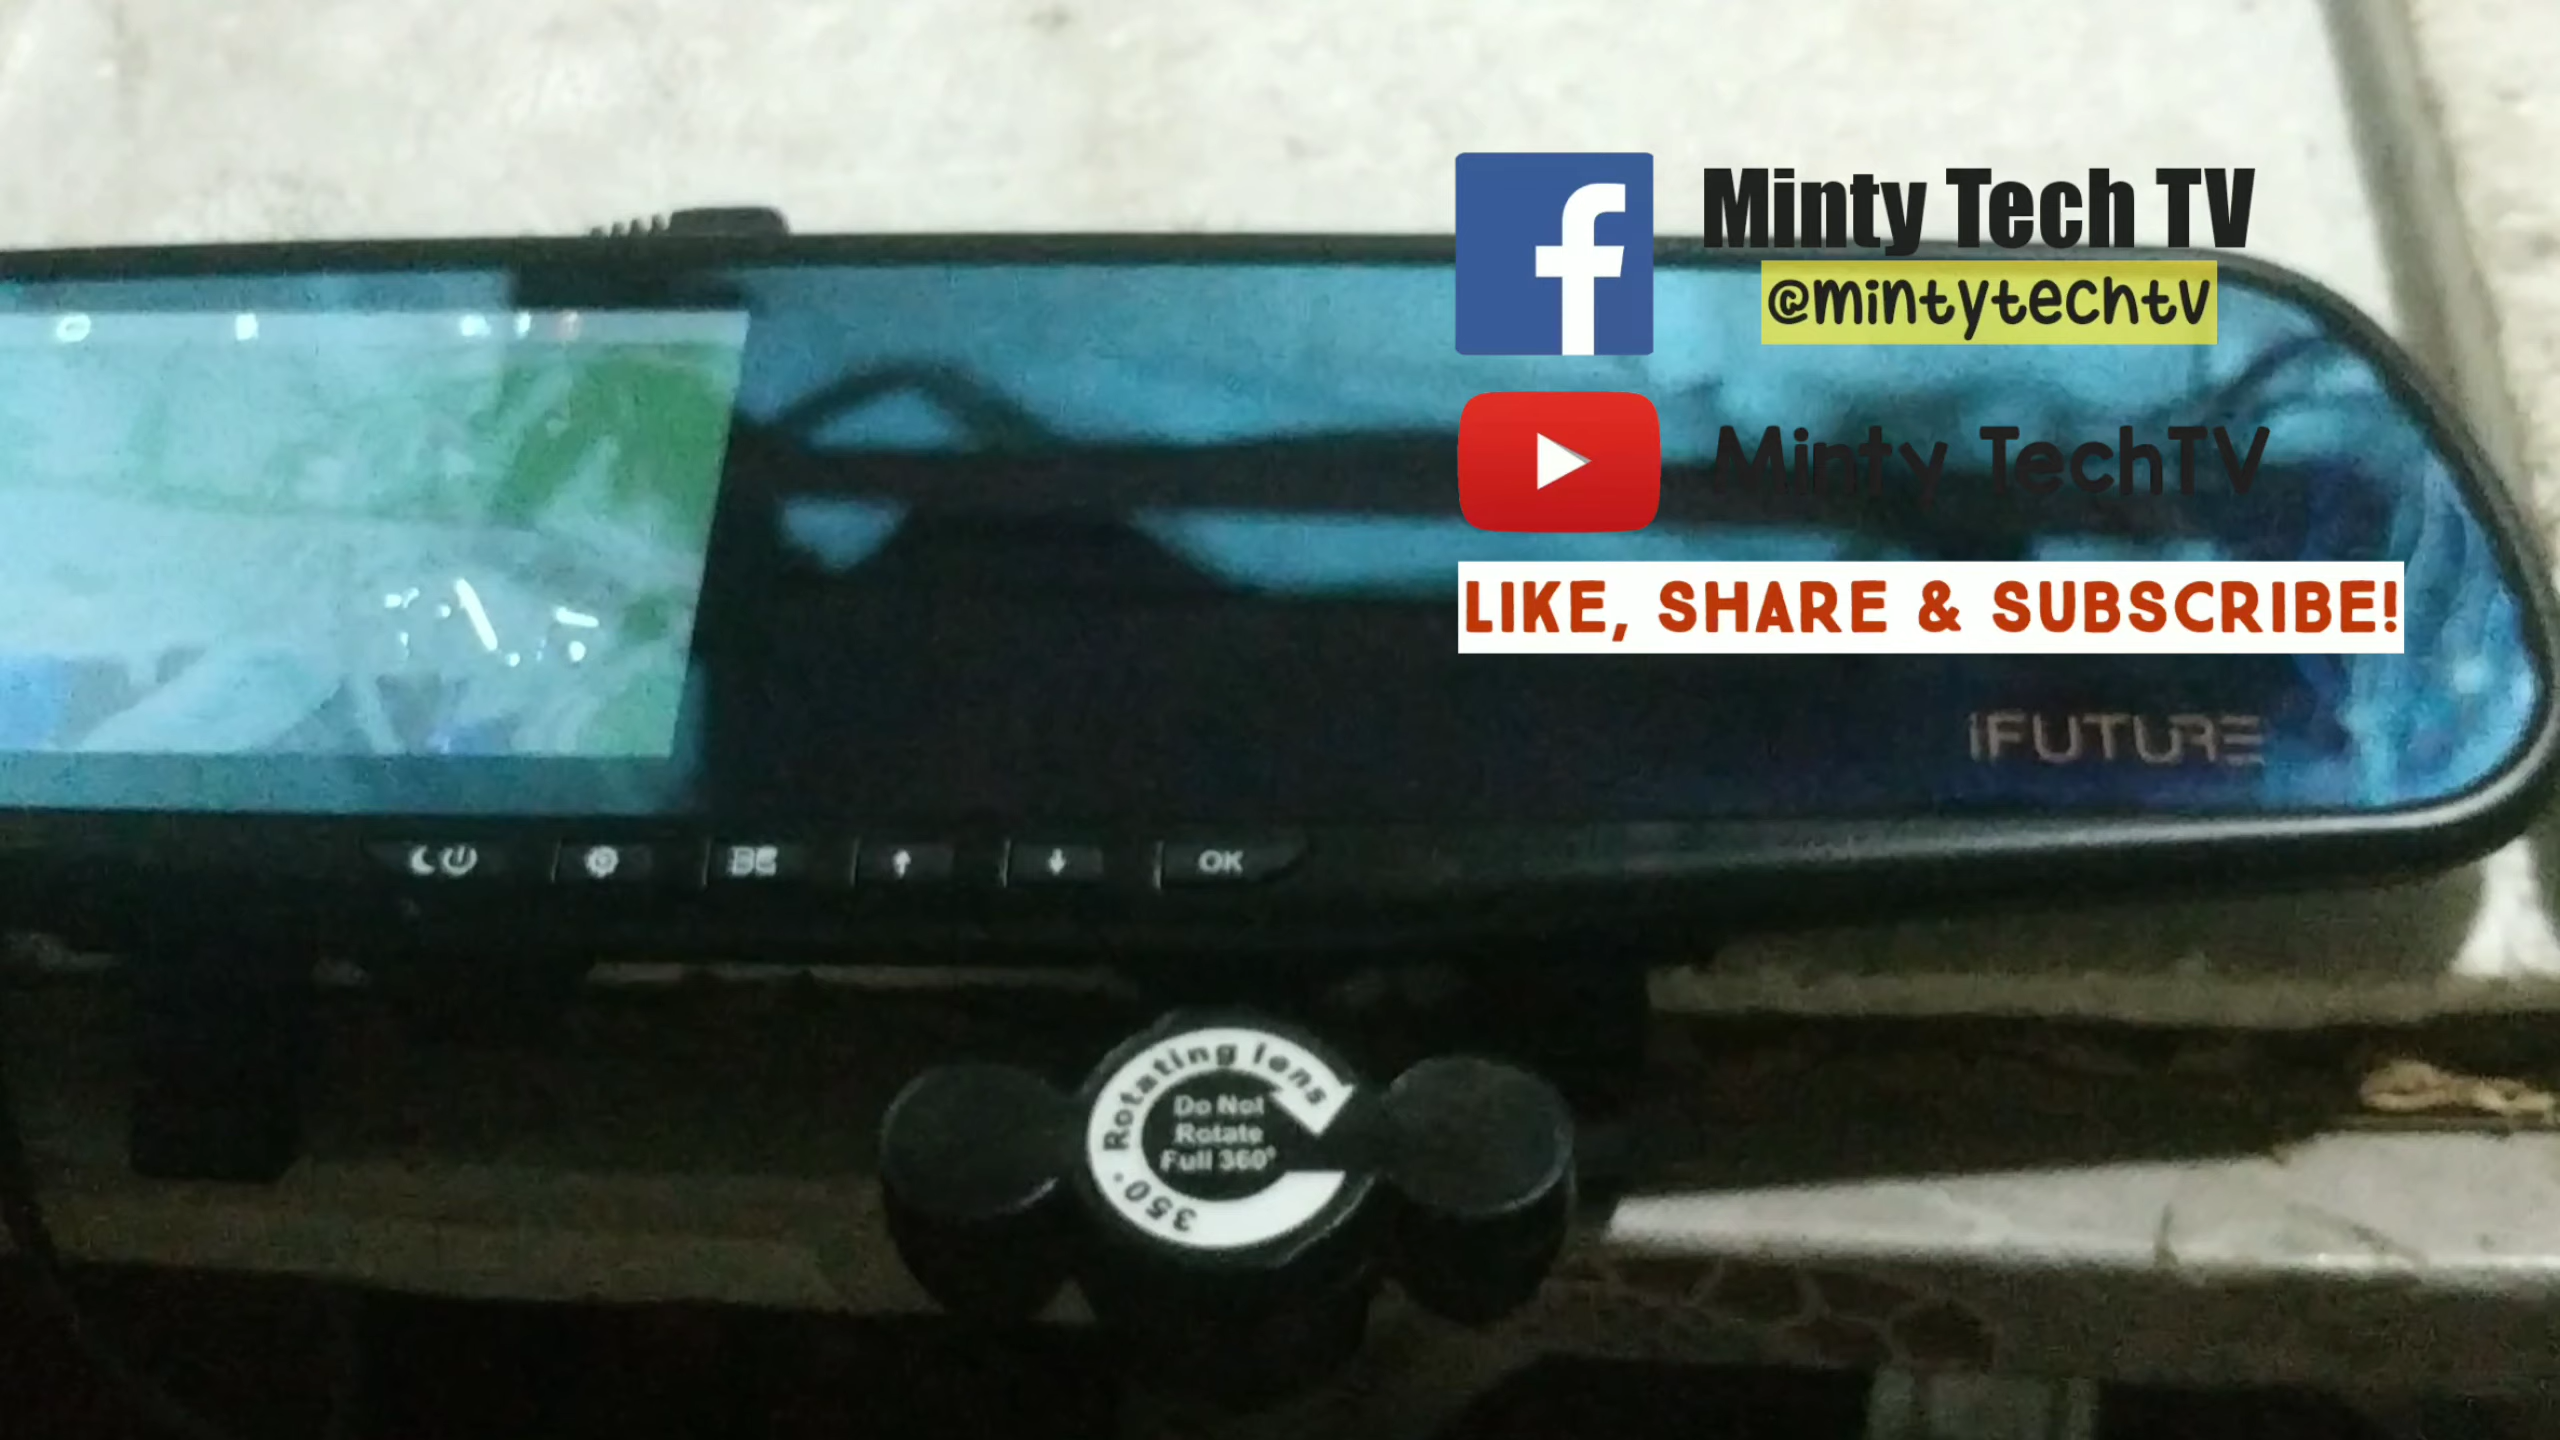 Minty Tech TV
@mintytechtv
Minty TechTV
LIKE, SHARE & SUBSCRIBE!
iFUTURE
OK
Rotating lens
Do Not
Rotate
Full 360°
350°